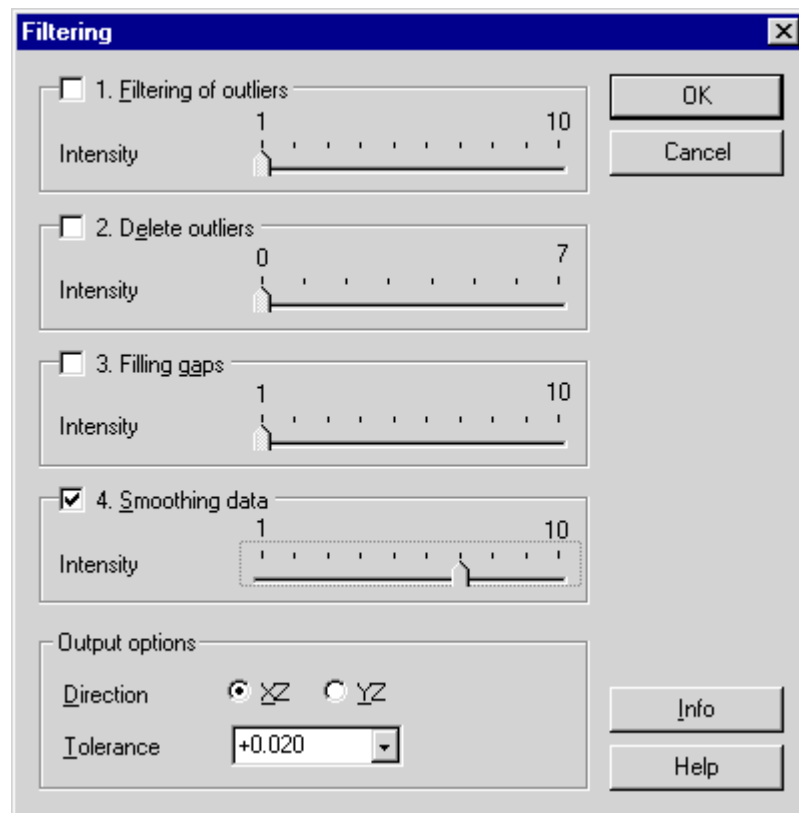 Filtering
1. Filtering of outliers
1 10
Intensity
2. Delete outliers
0 7
Intensity
3. Filling gaps
1 10
Intensity
4. Smoothing data
1 10
Intensity
Output options
Direction XZ YZ
Tolerance +0.020
OK
Cancel
Info
Help